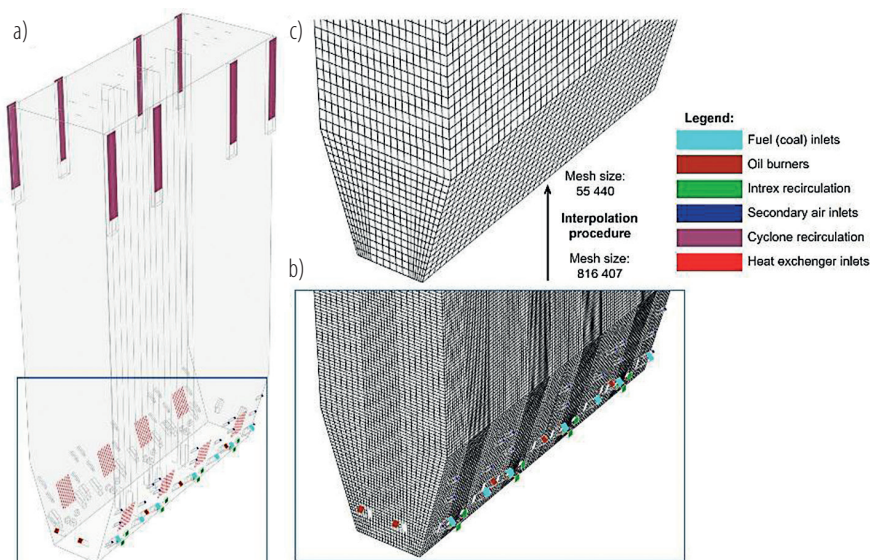 a)
c)
Legend:
Fuel (coal) inlets
Oil burners
Intrex recirculation
Secondary air inlets
Cyclone recirculation
Heat exchenger inlets
Mesh size:
55 440
Interpolation
procedure
Mesh size:
816 407
b)